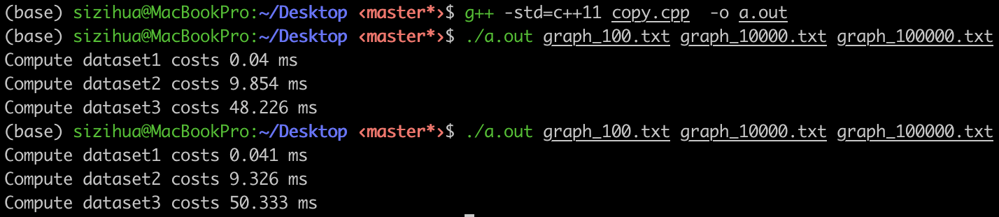 (base) sizihua@MacBookPro:~/Desktop <master*>$ g++ -std=c++11 copy.cpp  -o a.out
(base) sizihua@MacBookPro:~/Desktop <master*>$ ./a.out graph_100.txt graph_10000.txt graph_100000.txt
Compute dataset1 costs 0.04 ms
Compute dataset2 costs 9.854 ms
Compute dataset3 costs 48.226 ms
(base) sizihua@MacBookPro:~/Desktop <master*>$ ./a.out graph_100.txt graph_10000.txt graph_100000.txt
Compute dataset1 costs 0.041 ms
Compute dataset2 costs 9.326 ms
Compute dataset3 costs 50.333 ms